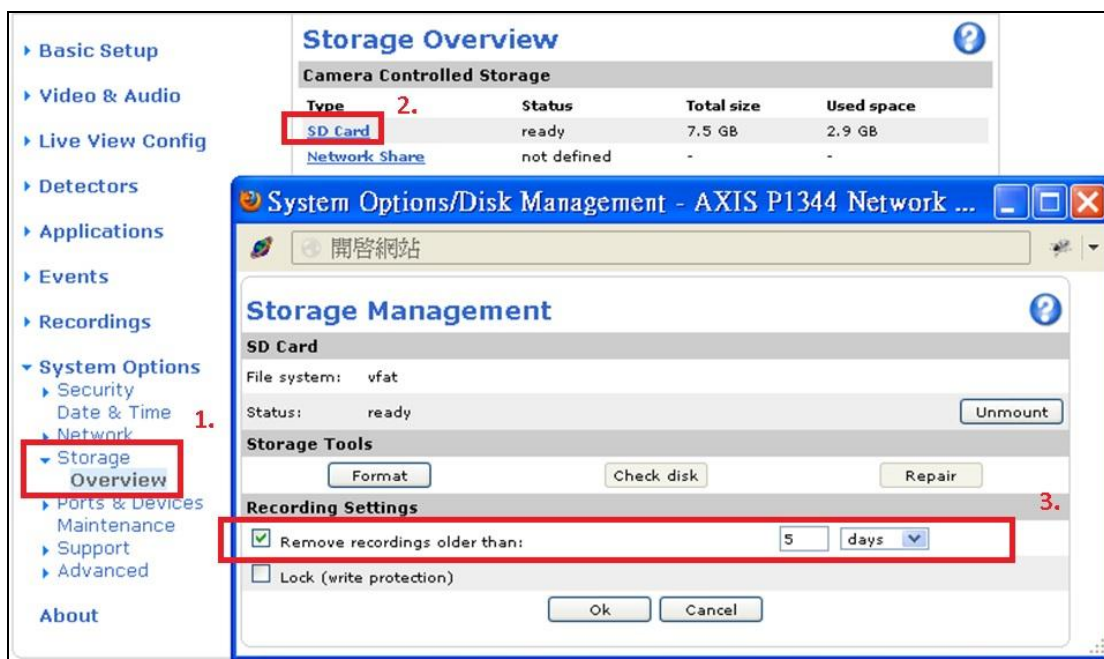 Basic Setup
Video & Audio
Live View Config
Detectors
Applications
Events
Recordings
System Options
Security
Date & Time
1.
Network
Storage
Overview
Ports & Devices
Maintenance
Support
Advanced
About
Storage Overview
Camera Controlled Storage
Type Status Total size Used space
2.
SD Card ready 7.5 GB 2.9 GB
Network Share not defined - -
System Options/Disk Management - AXIS P1344 Network ...
開啓網站
Storage Management
SD Card
File system: vfat
Status: ready Unmount
Storage Tools
Format Check disk Repair
Recording Settings
3.
Remove recordings older than: 5 days
Lock (write protection)
Ok Cancel